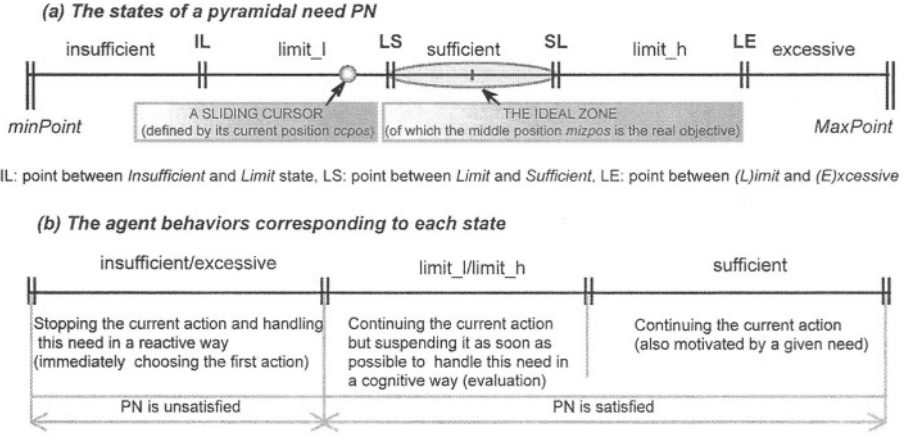 (a) The states of a pyramidal need PN
insufficient IL limit_l LS sufficient SL limit_h LE excessive
A SLIDING CURSOR THE IDEAL ZONE
minPoint (defined by its current position ccpos) (of which the middle position mizpos is the real objective) MaxPoint
IL: point between Insufficient and Limit state, LS: point between Limit and Sufficient, LE: point between (L)imit and (E)xcessive
(b) The agent behaviors corresponding to each state
insufficient/excessive limit_l/limit_h sufficient
Stopping the current action and handling
this need in a reactive way
(immediately choosing the first action)
Continuing the current action
but suspending it as soon as
possible to handle this need in
a cognitive way (evaluation)
Continuing the current action
(also motivated by a given need)
PN is unsatisfied PN is satisfied